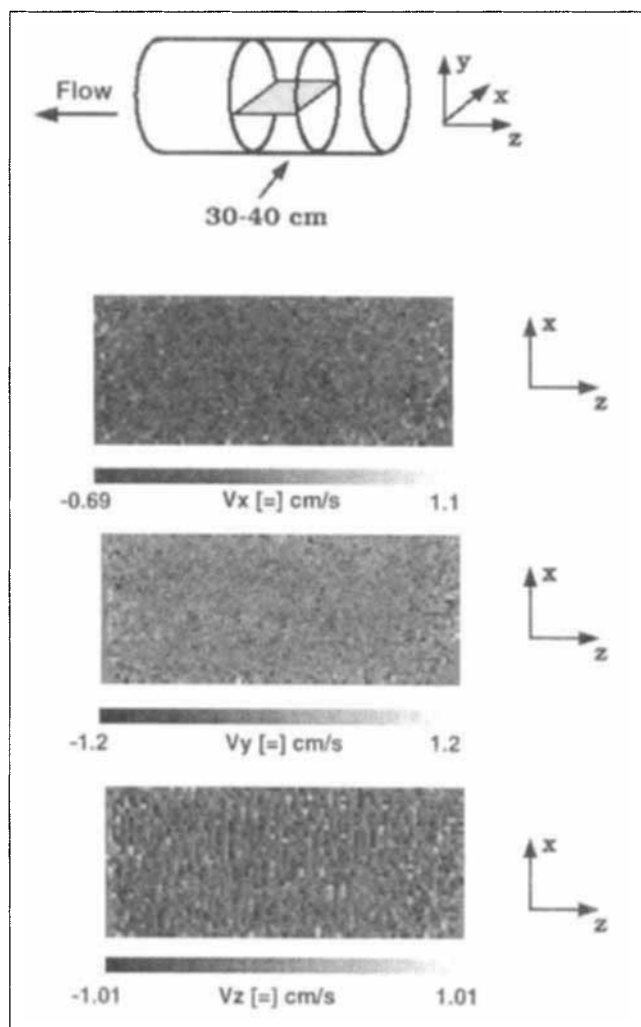 y
Flow
x
z
30-40 cm
x
z
-0.69 Vx [=] cm/s 1.1
x
z
-1.2 Vy [=] cm/s 1.2
x
z
-1.01 Vz [=] cm/s 1.01